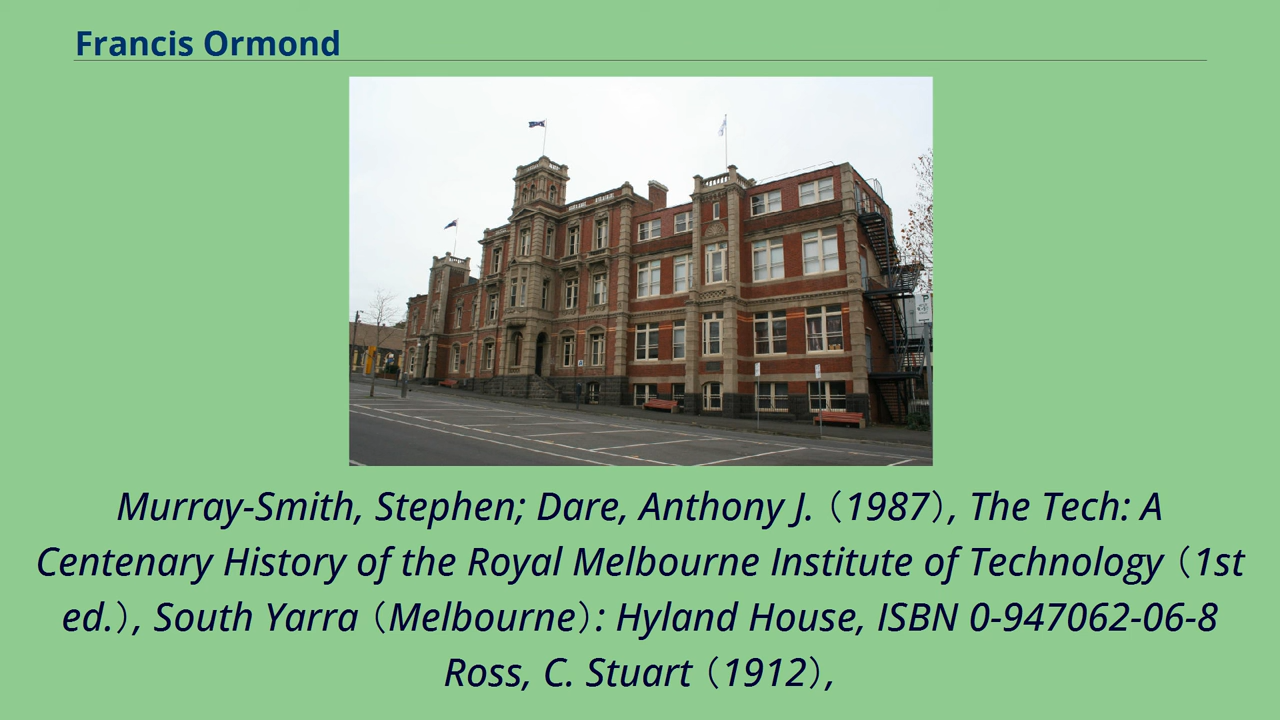 Francis Ormond
Murray-Smith, Stephen; Dare, Anthony J.（1987）, The Tech: A
Centenary History of the Royal Melbourne Institute of Technology（1st
ed.）, South Yarra（Melbourne）: Hyland House, ISBN 0-947062-06-8
Ross, C. Stuart（1912）,